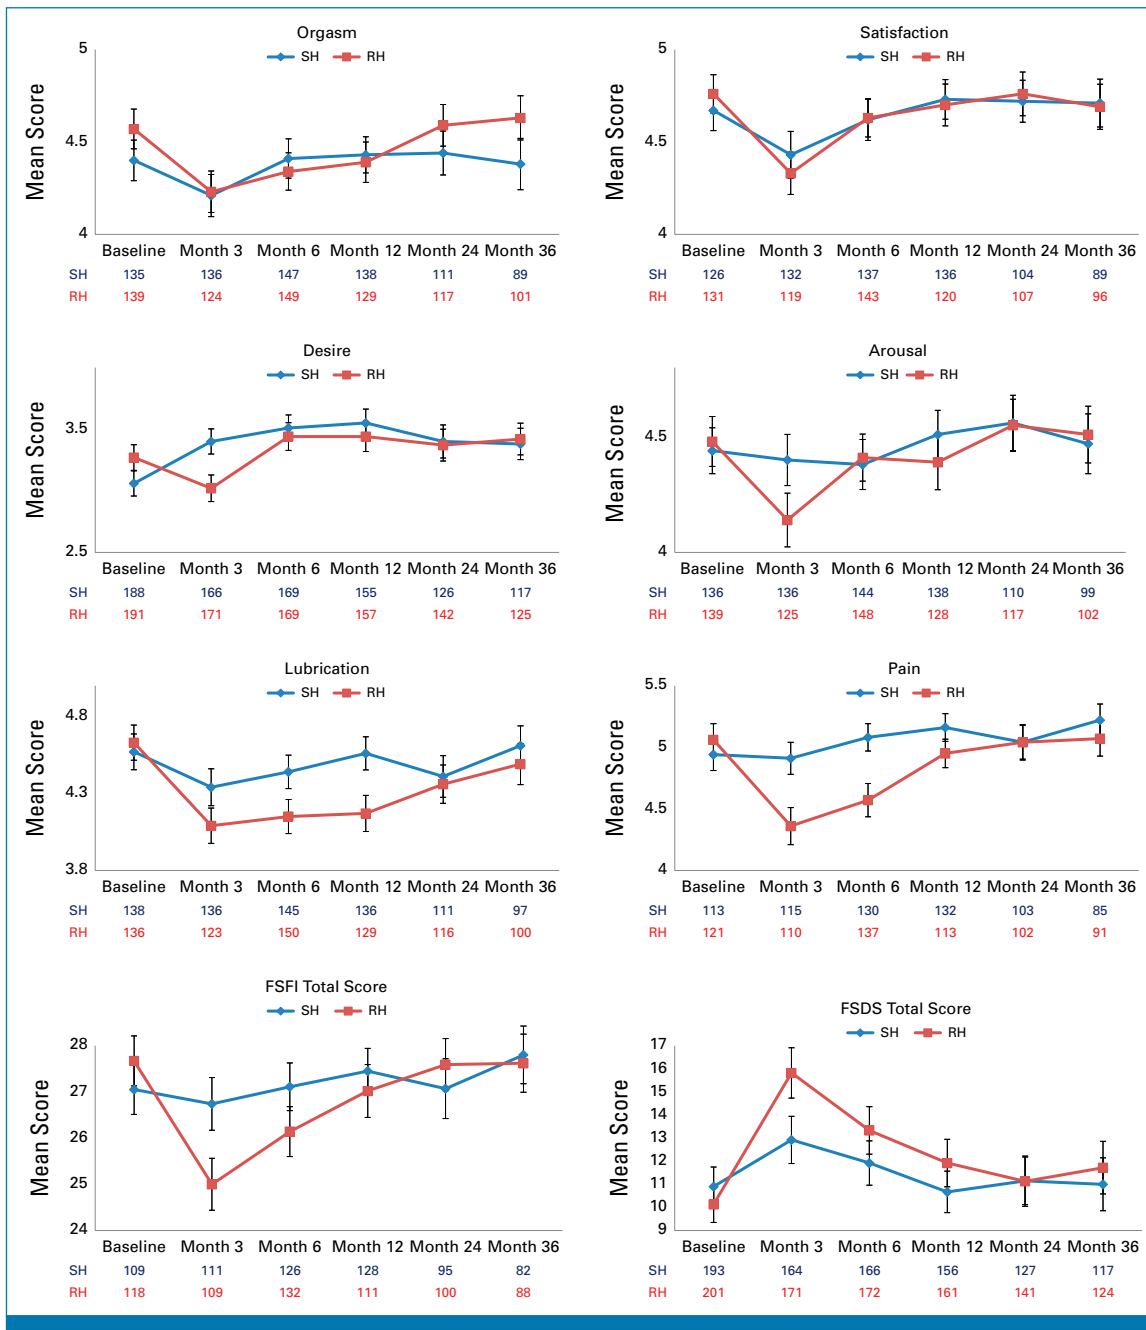 Orgasm
SH RH
5
4.5
4
Mean Score
Baseline Month 3 Month 6 Month 12 Month 24 Month 36
SH 135 136 147 138 111 89
RH 139 124 149 129 117 101
Satisfaction
SH RH
5
4.5
4
Mean Score
Baseline Month 3 Month 6 Month 12 Month 24 Month 36
SH 126 132 137 136 104 89
RH 131 119 143 120 107 96
Desire
SH RH
3.5
2.5
Mean Score
Baseline Month 3 Month 6 Month 12 Month 24 Month 36
SH 188 166 169 155 126 117
RH 191 171 169 157 142 125
Arousal
SH RH
4.5
4
Mean Score
Baseline Month 3 Month 6 Month 12 Month 24 Month 36
SH 136 136 144 138 110 99
RH 139 125 148 128 117 102
Lubrication
SH RH
4.8
4.3
3.8
Mean Score
Baseline Month 3 Month 6 Month 12 Month 24 Month 36
SH 138 136 145 136 111 97
RH 136 123 150 129 116 100
Pain
SH RH
5.5
5
4.5
4
Mean Score
Baseline Month 3 Month 6 Month 12 Month 24 Month 36
SH 113 115 130 132 103 85
RH 121 110 137 113 102 91
FSFI Total Score
SH RH
28
27
26
25
24
Mean Score
Baseline Month 3 Month 6 Month 12 Month 24 Month 36
SH 109 111 126 128 95 82
RH 118 109 132 111 100 88
FSDS Total Score
SH RH
17
16
15
14
13
12
11
10
9
Mean Score
Baseline Month 3 Month 6 Month 12 Month 24 Month 36
SH 193 164 166 156 127 117
RH 201 171 172 161 141 124